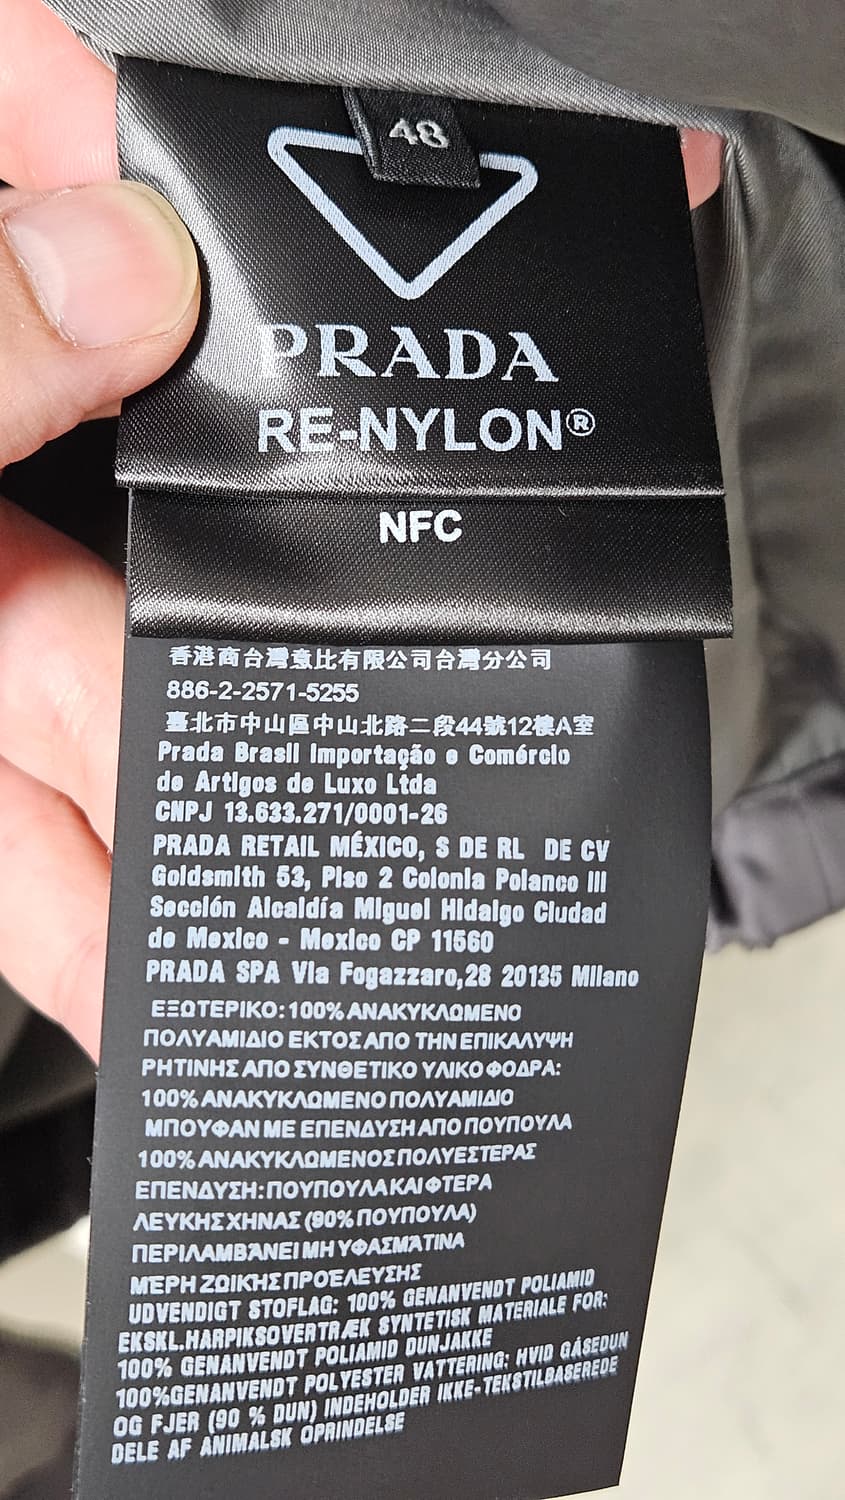 48
PRADA
RE-NYLON®
NFC
香港商台灣意比有限公司台灣分公司
886-2-2571-5255
臺北市中山區中山北路二段44號12樓A室
Prada Brasil Importação e Comércio
de Artigos de Luxo Ltda
CNPJ 13.633.271/0001-26
PRADA RETAIL MÉXICO, S DE RL DE CV
Goldsmith 53, Piso 2 Colonia Polanco III
Sección Alcaldía Miguel Hidalgo Ciudad
de Mexico - Mexico CP 11560
PRADA SPA Via Fogazzaro,28 20135 Milano
ΕΞΩΤΕΡΙΚΟ:100% ΑΝΑΚΥΚΛΩΜΕΝΟ
ΠΟΛΥΑΜΙΔΙΟ ΕΚΤΟΣ ΑΠΟ ΤΗΝ ΕΠΙΚΑΛΥΨΗ
ΡΗΤΙΝΗΣ ΑΠΟ ΣΥΝΘΕΤΙΚΟ ΥΛΙΚΟ ΦΟΔΡΑ:
100% ΑΝΑΚΥΚΛΩΜΕΝΟ ΠΟΛΥΑΜΙΔΙΟ
ΜΠΟΥΦΑΝ ΜΕ ΕΠΕΝΔΥΣΗ ΑΠΟ ΠΟΥΠΟΥΛΑ
100% ΑΝΑΚΥΚΛΩΜΕΝΟΣ ΠΟΛΥΕΣΤΕΡΑΣ
ΕΠΕΝΔΥΣΗ:ΠΟΥΠΟΥΛΑ ΚΑΙ ΦΤΕΡΑ
ΛΕΥΚΗΣ ΧΗΝΑΣ (90% ΠΟΥΠΟΥΛΑ)
ΠΕΡΙΛΑΜΒΑΝΕΙ ΜΗ ΥΦΑΣΜΑΤΙΝΑ
ΜΕΡΗ ΖΩΙΚΗΣ ΠΡΟΕΛΕΥΣΗΣ
UDVENDIGT STOFLAG: 100% GENANVENDT POLIAMID
EKSKL.HARPIKSOVERTRÆK SYNTETISK MATERIALE FOR:
100% GENANVENDT POLIAMID DUNJAKKE
100%GENANVENDT POLYESTER VATTERING: HVID GÅSEDUN
OG FJER (90 % DUN) INDEHOLDER IKKE-TEKSTILBASEREDE
DELE AF ANIMALSK OPRINDELSE